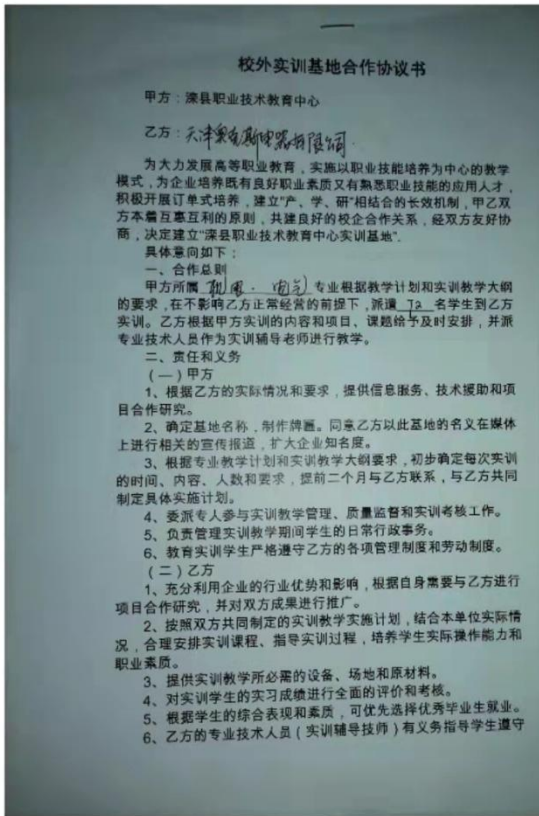 校外实训基地合作协议书
甲方：滦县职业技术教育中心
乙方：天津奥克斯电器有限公司.
为大力发展高等职业教育，实施以职业技能培养为中心的教学
模式，为企业培养既有良好职业素质又有熟悉职业技能的应用人才，
积极开展订单式培养，建立"产、学、研"相结合的长效机制，甲乙双
方本着互惠互利的原则，共建良好的校企合作关系，经双方友好协
商，决定建立"滦县职业技术教育中心实训基地".
具体意向如下：
一、合作总则
甲方所属 机电、电气 专业根据教学计划和实训教学大纲
的要求，在不影响乙方正常经营的前提下，派遣 72 名学生到乙方
实训。乙方根据甲方实训的内容和项目、课题给予及时安排，并派
专业技术人员作为实训辅导老师进行教学。
二、责任和义务
（一）甲方
1、根据乙方的实际情况和要求，提供信息服务、技术援助和项
目合作研究。
2、确定基地名称，制作牌匾。同意乙方以此基地的名义在媒体
上进行相关的宣传报道，扩大企业知名度。
3、根据专业教学计划和实训教学大纲要求，初步确定每次实训
的时间、内容、人数和要求，提前二个月与乙方联系，与乙方共同
制定具体实施计划。
4、委派专人参与实训教学管理、质量监督和实训考核工作。
5、负责管理实训教学期间学生的日常行政事务。
6、教育实训学生严格遵守乙方的各项管理制度和劳动制度。
（二）乙方
1、充分利用企业的行业优势和影响，根据自身需要与乙方进行
项目合作研究，并对双方成果进行推广。
2、按照双方共同制定的实训教学实施计划，结合本单位实际情
况，合理安排实训课程、指导实训过程，培养学生实际操作能力和
职业素质。
3、提供实训教学所必需的设备、场地和原材料。
4、对实训学生的实习成绩进行全面的评价和考核。
5、根据学生的综合表现和素质，可优先选择优秀毕业生就业。
6、乙方的专业技术人员（实训辅导技师）有义务指导学生遵守